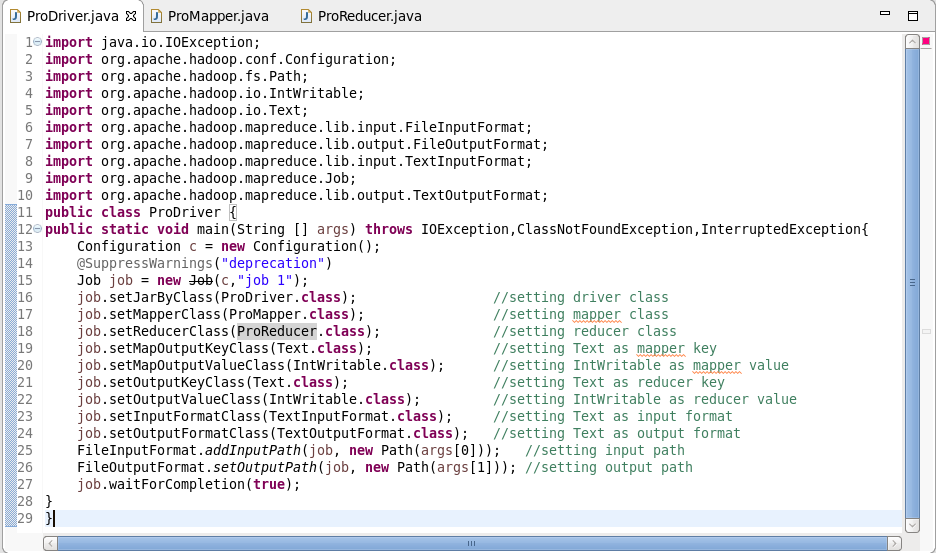 ProDriver.java ProMapper.java ProReducer.java
1 import java.io.IOException;
2 import org.apache.hadoop.conf.Configuration;
3 import org.apache.hadoop.fs.Path;
4 import org.apache.hadoop.io.IntWritable;
5 import org.apache.hadoop.io.Text;
6 import org.apache.hadoop.mapreduce.lib.input.FileInputFormat;
7 import org.apache.hadoop.mapreduce.lib.output.FileOutputFormat;
8 import org.apache.hadoop.mapreduce.lib.input.TextInputFormat;
9 import org.apache.hadoop.mapreduce.Job;
10 import org.apache.hadoop.mapreduce.lib.output.TextOutputFormat;
11 public class ProDriver {
12 public static void main(String [] args) throws IOException,ClassNotFoundException,InterruptedException{
13     Configuration c = new Configuration();
14     @SuppressWarnings("deprecation")
15     Job job = new Job(c,"job 1");
16     job.setJarByClass(ProDriver.class);                 //setting driver class
17     job.setMapperClass(ProMapper.class);                //setting mapper class
18     job.setReducerClass(ProReducer.class);              //setting reducer class
19     job.setMapOutputKeyClass(Text.class);               //setting Text as mapper key
20     job.setMapOutputValueClass(IntWritable.class);      //setting IntWritable as mapper value
21     job.setOutputKeyClass(Text.class);                  //setting Text as reducer key
22     job.setOutputValueClass(IntWritable.class);         //setting IntWritable as reducer value
23     job.setInputFormatClass(TextInputFormat.class);     //setting Text as input format
24     job.setOutputFormatClass(TextOutputFormat.class);   //setting Text as output format
25     FileInputFormat.addInputPath(job, new Path(args[0]));   //setting input path
26     FileOutputFormat.setOutputPath(job, new Path(args[1])); //setting output path
27     job.waitForCompletion(true);
28 }
29 }